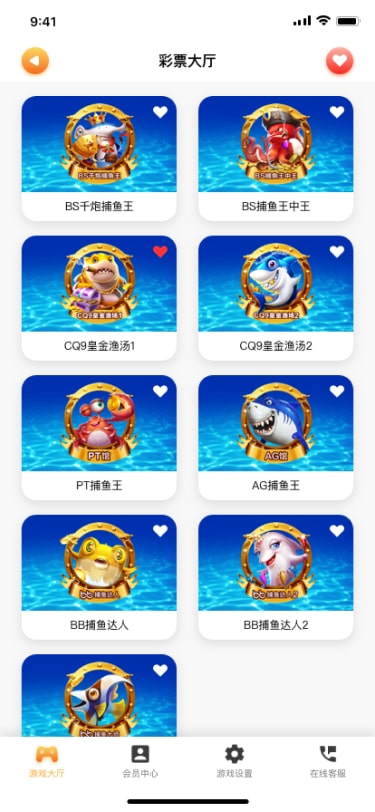 9:41
彩票大厅
BS千炮捕鱼王
BS捕鱼王中王
BS千炮捕鱼王
BS捕鱼王中王
CQ9皇金渔场1
CQ9皇金渔场2
CQ9皇金渔汤1
CQ9皇金渔汤2
PT馆
AG馆
PT捕鱼王
AG捕鱼王
BB捕鱼达人
BB捕鱼达人2
BB捕鱼达人
BB捕鱼达人2
游戏大厅
会员中心
游戏设置
在线客服